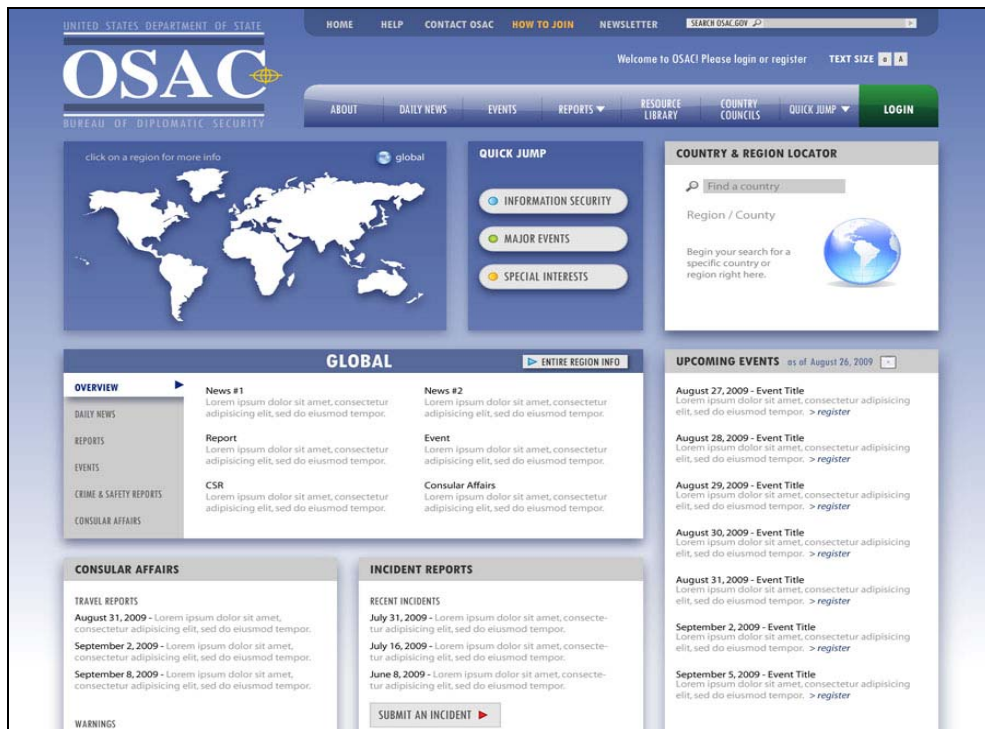 UNITED STATES DEPARTMENT OF STATE
OSAC
BUREAU OF DIPLOMATIC SECURITY
HOME HELP CONTACT OSAC HOW TO JOIN NEWSLETTER SEARCH OSAC.GOV
Welcome to OSAC! Please login or register TEXT SIZE a A
ABOUT DAILY NEWS EVENTS REPORTS RESOURCE LIBRARY COUNTRY COUNCILS QUICK JUMP LOGIN
click on a region for more info global
QUICK JUMP
INFORMATION SECURITY
MAJOR EVENTS
SPECIAL INTERESTS
COUNTRY & REGION LOCATOR
Find a country
Region / County
Begin your search for a
specific country or
region right here.
GLOBAL ENTIRE REGION INFO
OVERVIEW
DAILY NEWS
REPORTS
EVENTS
CRIME & SAFETY REPORTS
CONSULAR AFFAIRS
News #1
Lorem ipsum dolor sit amet, consectetur
adipisicing elit, sed do eiusmod tempor.
News #2
Lorem ipsum dolor sit amet, consectetur
adipisicing elit, sed do eiusmod tempor.
Report
Lorem ipsum dolor sit amet, consectetur
adipisicing elit, sed do eiusmod tempor.
Event
Lorem ipsum dolor sit amet, consectetur
adipisicing elit, sed do eiusmod tempor.
CSR
Lorem ipsum dolor sit amet, consectetur
adipisicing elit, sed do eiusmod tempor.
Consular Affairs
Lorem ipsum dolor sit amet, consectetur
adipisicing elit, sed do eiusmod tempor.
UPCOMING EVENTS as of August 26, 2009
August 27, 2009 - Event Title
Lorem ipsum dolor sit amet, consectetur adipisicing
elit, sed do eiusmod tempor. > register
August 28, 2009 - Event Title
Lorem ipsum dolor sit amet, consectetur adipisicing
elit, sed do eiusmod tempor. > register
August 29, 2009 - Event Title
Lorem ipsum dolor sit amet, consectetur adipisicing
elit, sed do eiusmod tempor. > register
August 30, 2009 - Event Title
Lorem ipsum dolor sit amet, consectetur adipisicing
elit, sed do eiusmod tempor. > register
August 31, 2009 - Event Title
Lorem ipsum dolor sit amet, consectetur adipisicing
elit, sed do eiusmod tempor. > register
September 2, 2009 - Event Title
Lorem ipsum dolor sit amet, consectetur adipisicing
elit, sed do eiusmod tempor. > register
September 5, 2009 - Event Title
Lorem ipsum dolor sit amet, consectetur adipisicing
elit, sed do eiusmod tempor. > register
CONSULAR AFFAIRS
TRAVEL REPORTS
August 31, 2009 - Lorem ipsum dolor sit amet,
consectetur adipisicing elit, sed do eiusmod tempor.
September 2, 2009 - Lorem ipsum dolor sit amet,
consectetur adipisicing elit, sed do eiusmod tempor.
September 8, 2009 - Lorem ipsum dolor sit amet,
consectetur adipisicing elit, sed do eiusmod tempor.
WARNINGS
INCIDENT REPORTS
RECENT INCIDENTS
July 31, 2009 - Lorem ipsum dolor sit amet, consecte-
tur adipisicing elit, sed do eiusmod tempor.
July 16, 2009 - Lorem ipsum dolor sit amet, consecte-
tur adipisicing elit, sed do eiusmod tempor.
June 8, 2009 - Lorem ipsum dolor sit amet, consecte-
tur adipisicing elit, sed do eiusmod tempor.
SUBMIT AN INCIDENT